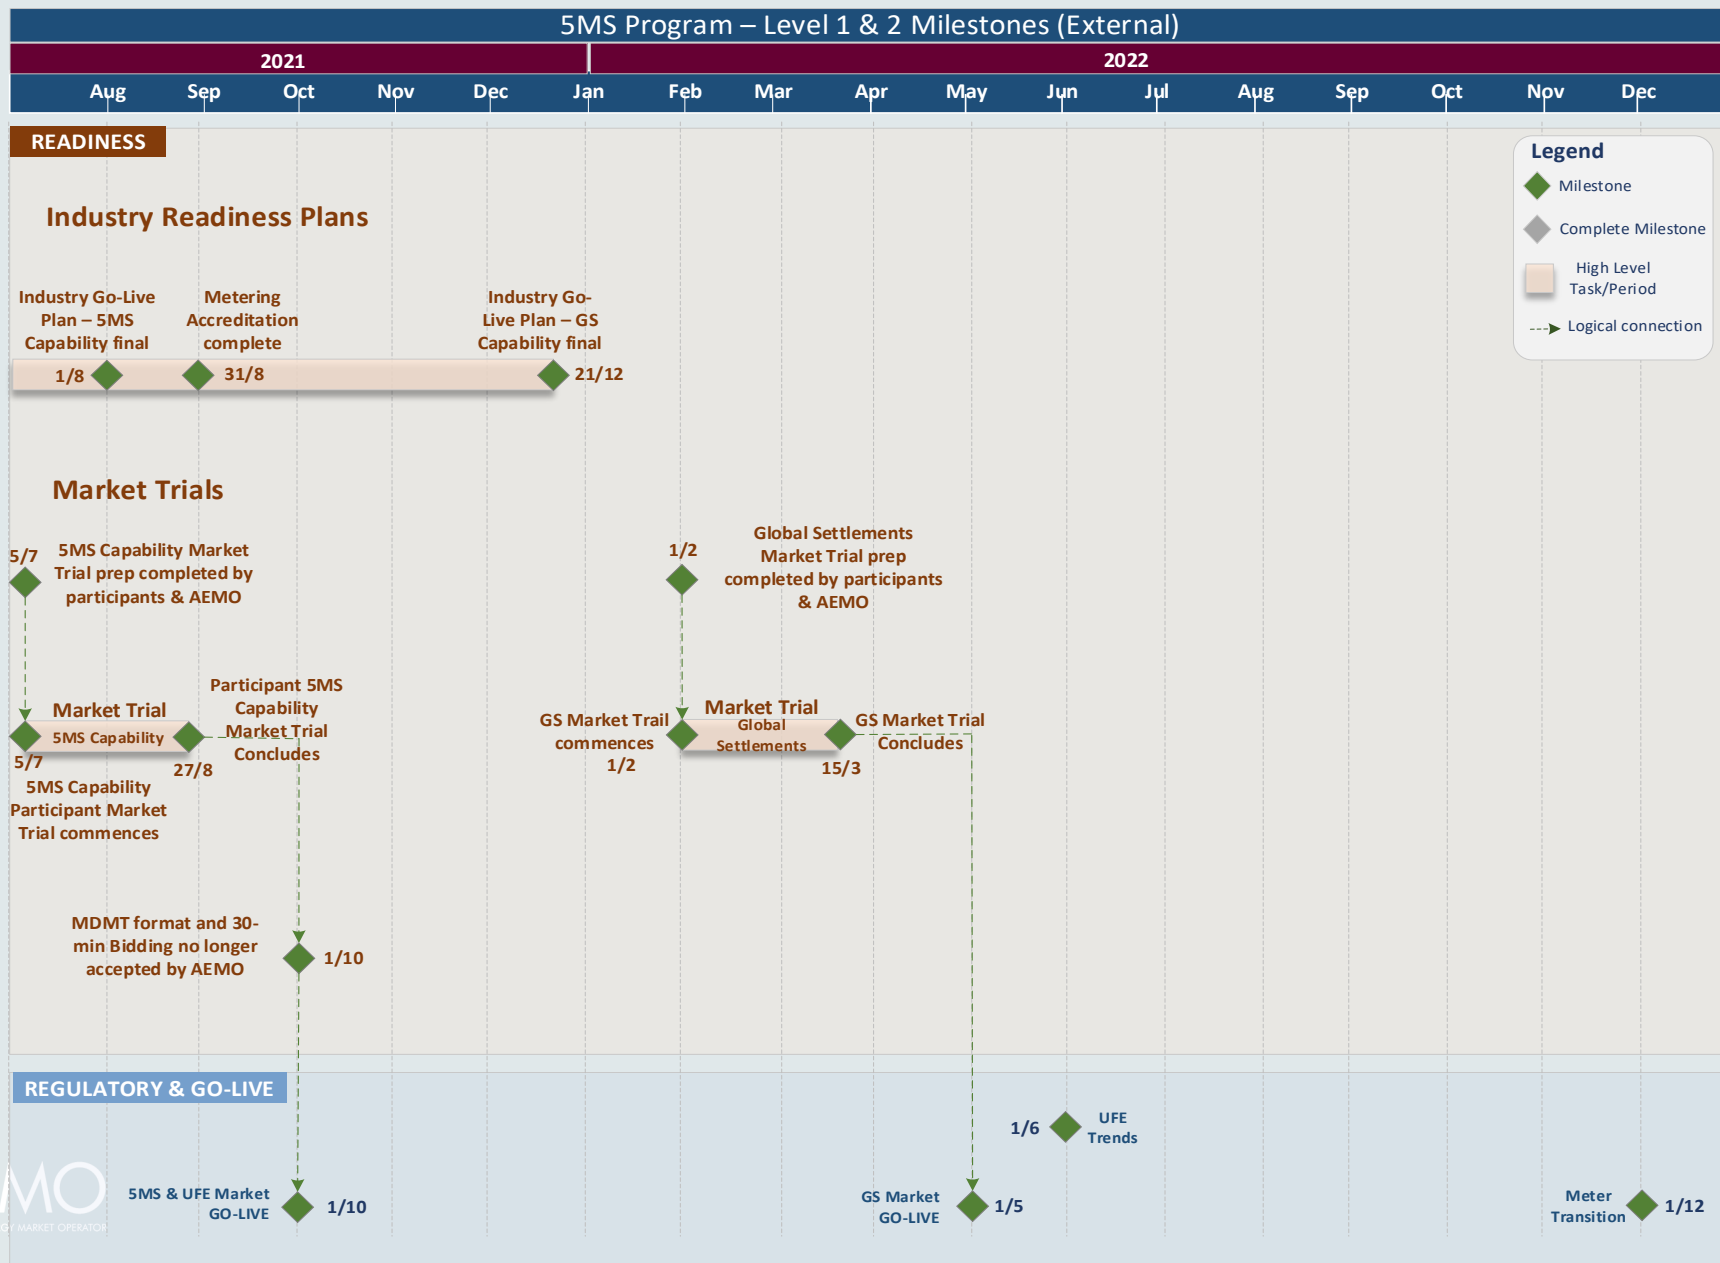 5MS Program – Level 1 & 2 Milestones (External)
2021
2022
Aug Sep Oct Nov Dec Jan Feb Mar Apr May Jun Jul Aug Sep Oct Nov Dec
READINESS
Legend
Milestone
Complete Milestone
High Level
Task/Period
Logical connection
Industry Readiness Plans
Industry Go-Live
Plan – 5MS
Capability final
1/8
Metering
Accreditation
complete
31/8
Industry Go-
Live Plan – GS
Capability final
21/12
Market Trials
5/7
5MS Capability Market
Trial prep completed by
participants & AEMO
1/2
Global Settlements
Market Trial prep
completed by participants
& AEMO
Market Trial
5MS Capability
5/7
5MS Capability
Participant Market
Trial commences
27/8
Participant 5MS
Capability
Market Trial
Concludes
GS Market Trail
commences
1/2
Market Trial
Global
Settlements
15/3
GS Market Trial
Concludes
MDMT format and 30-
min Bidding no longer
accepted by AEMO
1/10
REGULATORY & GO-LIVE
1/6
UFE
Trends
MO
GY MARKET OPERATOR
5MS & UFE Market
GO-LIVE
1/10
GS Market
GO-LIVE
1/5
Meter
Transition
1/12